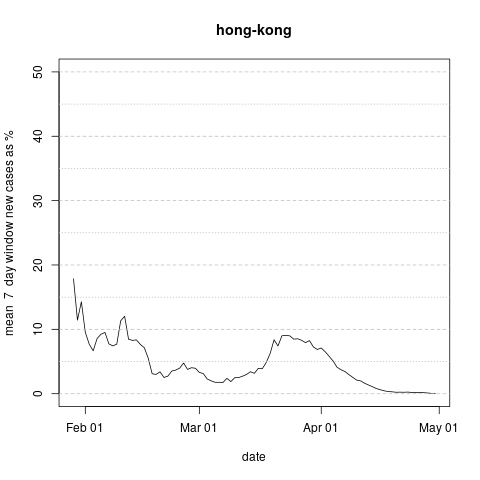 hong-kong
mean 7 day window new cases as %
50
40
30
20
10
0
Feb 01
Mar 01
Apr 01
May 01
date